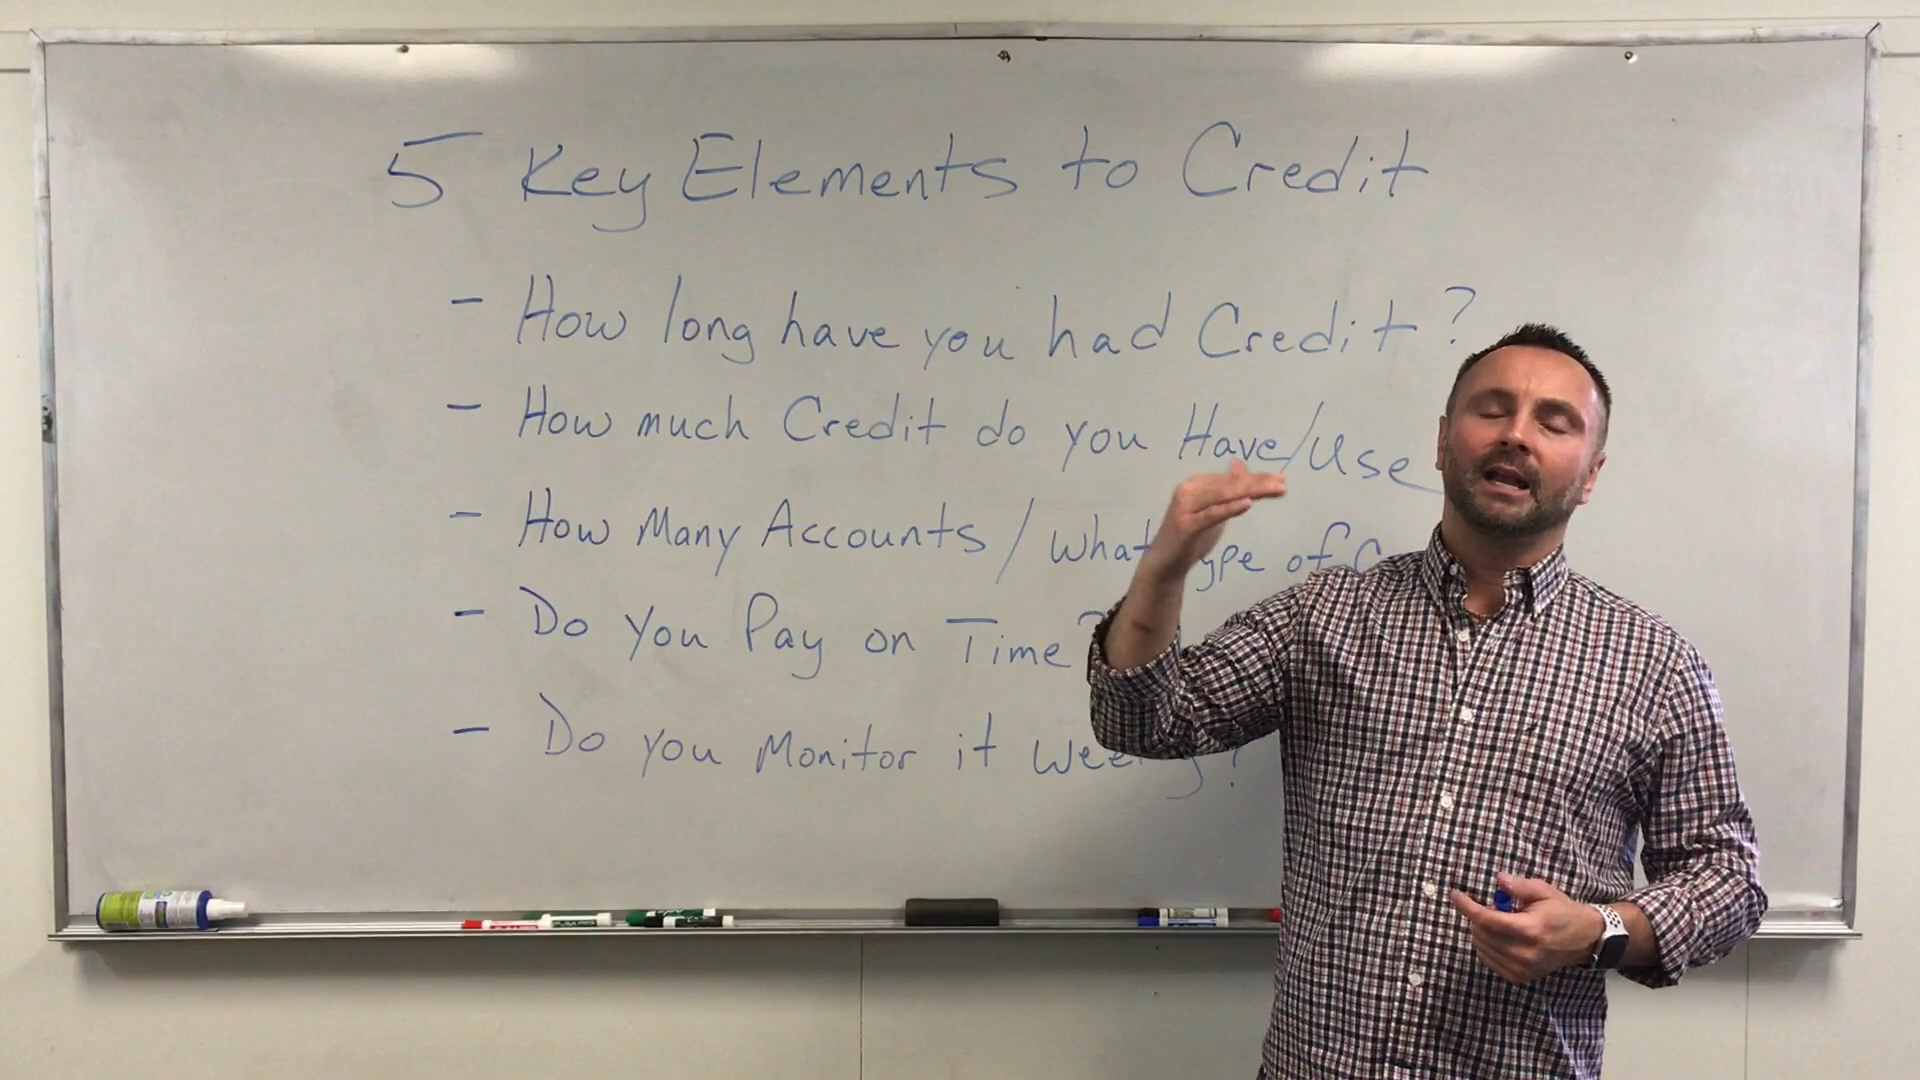 5 Key Elements to Credit
- How long have you had Credit?
- How much Credit do you Have/Use
- How Many Accounts / What of
- Do You Pay on Time?
- Do you Monitor it